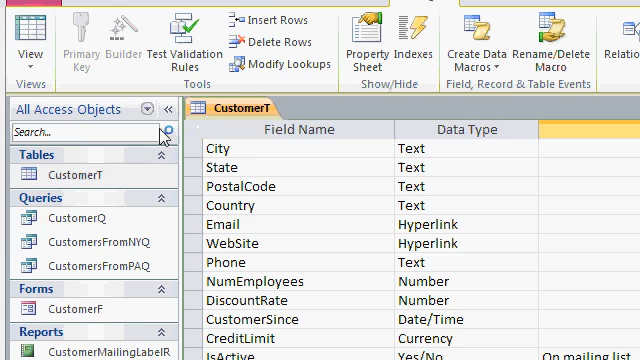 View
Views
Primary Key
Builder
Test Validation Rules
Insert Rows
Delete Rows
Modify Lookups
Tools
Property Sheet
Indexes
Show/Hide
Create Data Macros
Rename/Delete Macro
Field, Record & Table Events
All Access Objects
«
Search...
Tables
CustomerT
Queries
CustomerQ
CustomersFromNYQ
CustomersFromPAQ
Forms
CustomerF
Reports
CustomerMailingLabelR
CustomerT
Field Name Data Type
City Text
State Text
PostalCode Text
Country Text
Email Hyperlink
WebSite Hyperlink
Phone Text
NumEmployees Number
DiscountRate Number
CustomerSince Date/Time
CreditLimit Currency
IsActive Yes/No On mailing list